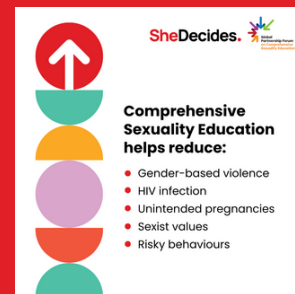 SheDecides.
Global
Partnership Forum
on Comprehensive
Sexuality Education
Comprehensive
Sexuality Education
helps reduce:
Gender-based violence
HIV infection
Unintended pregnancies
Sexist values
Risky behaviours